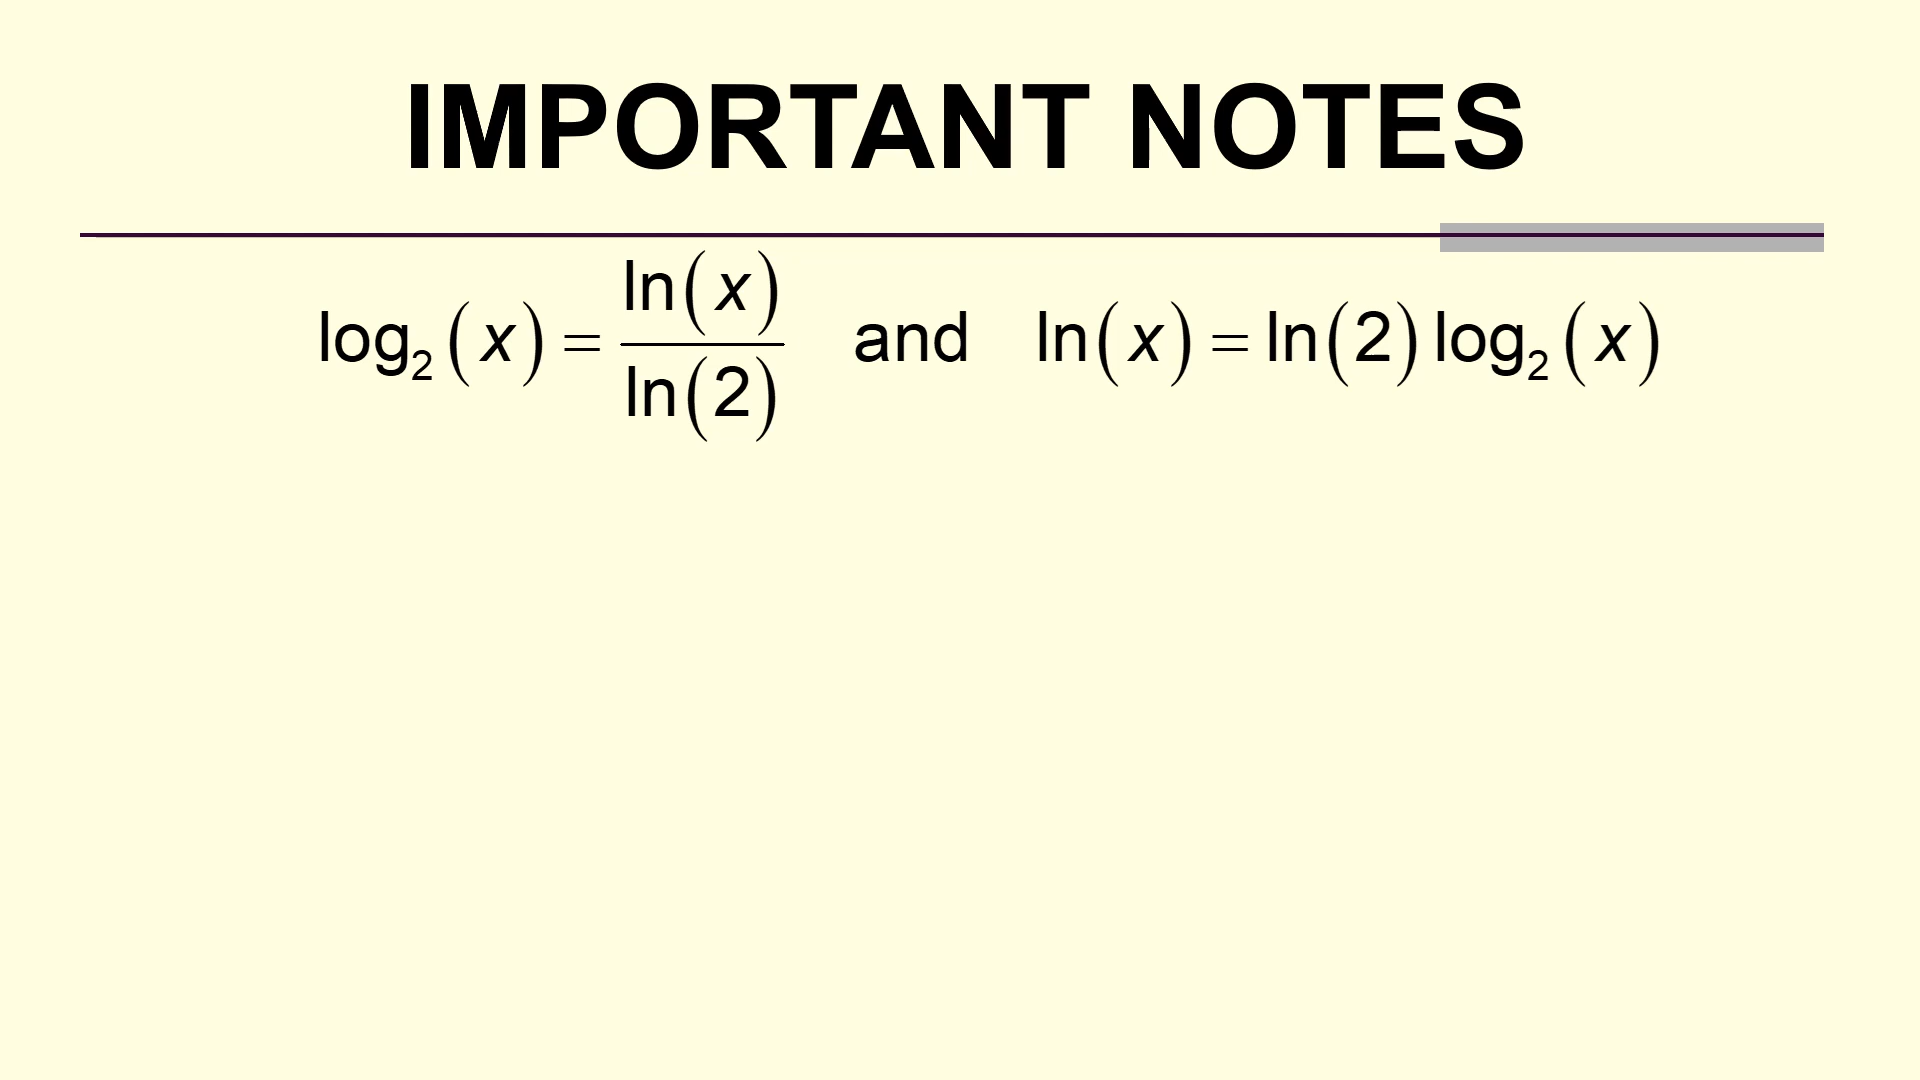 IMPORTANT NOTES
log₂(x) = ln(x)/ln(2) and ln(x) = ln(2)log₂(x)